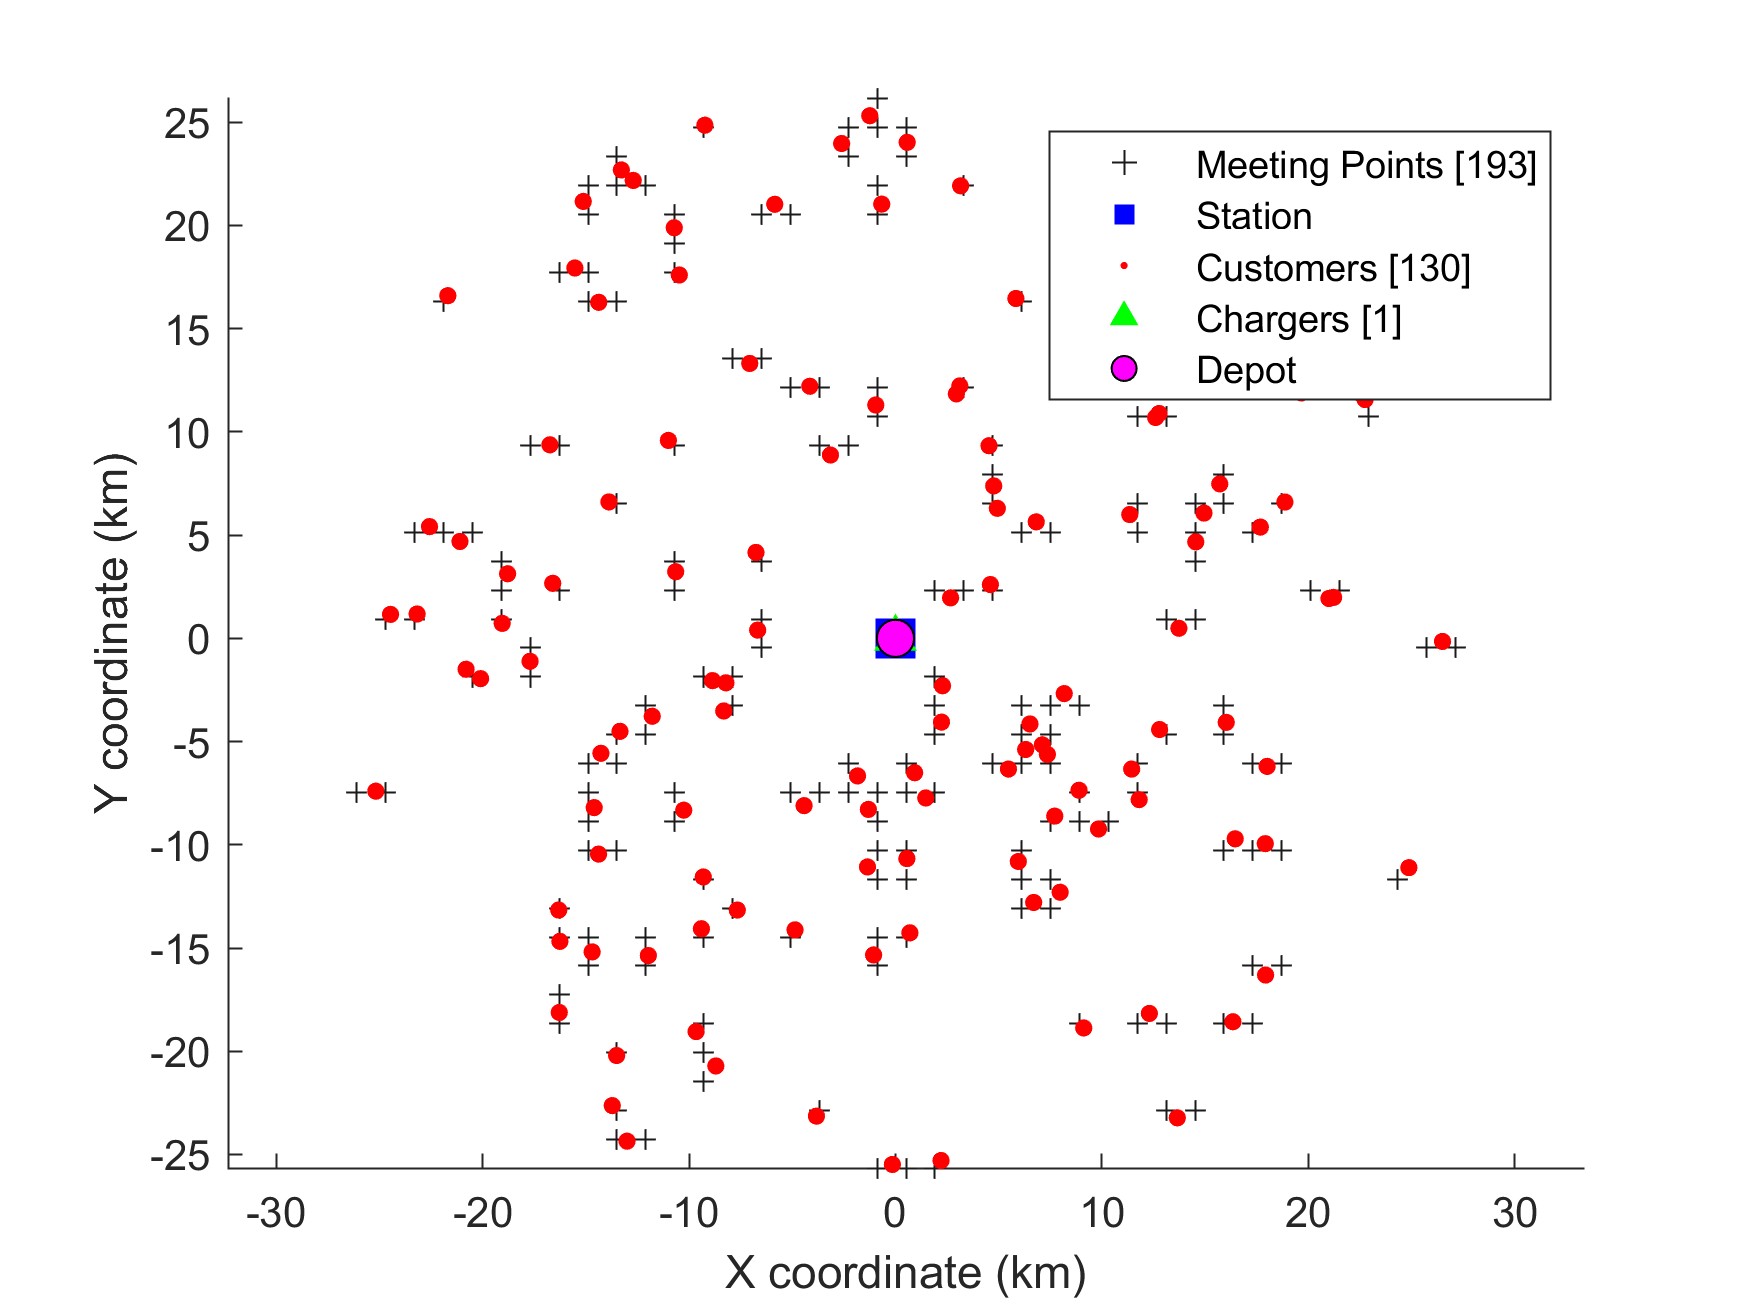 25
20
15
10
5
0
-5
-10
-15
-20
-25
Y coordinate (km)
Meeting Points [193]
Station
Customers [130]
Chargers [1]
Depot
-30 -20 -10 0 10 20 30
X coordinate (km)